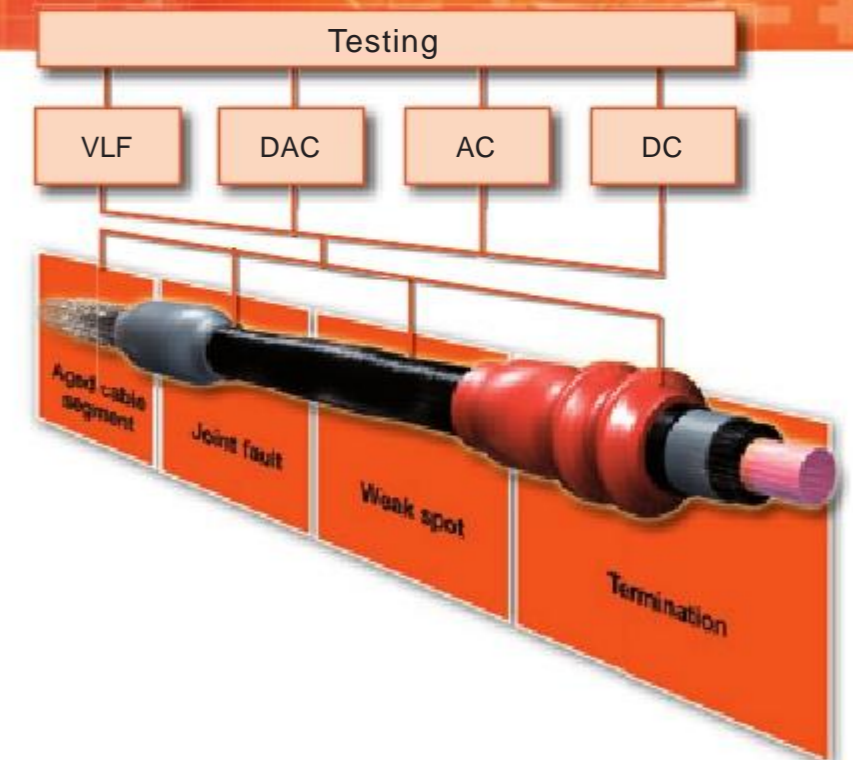 Testing
VLF
DAC
AC
DC
Aged cable
segment
Joint fault
Weak spot
Termination